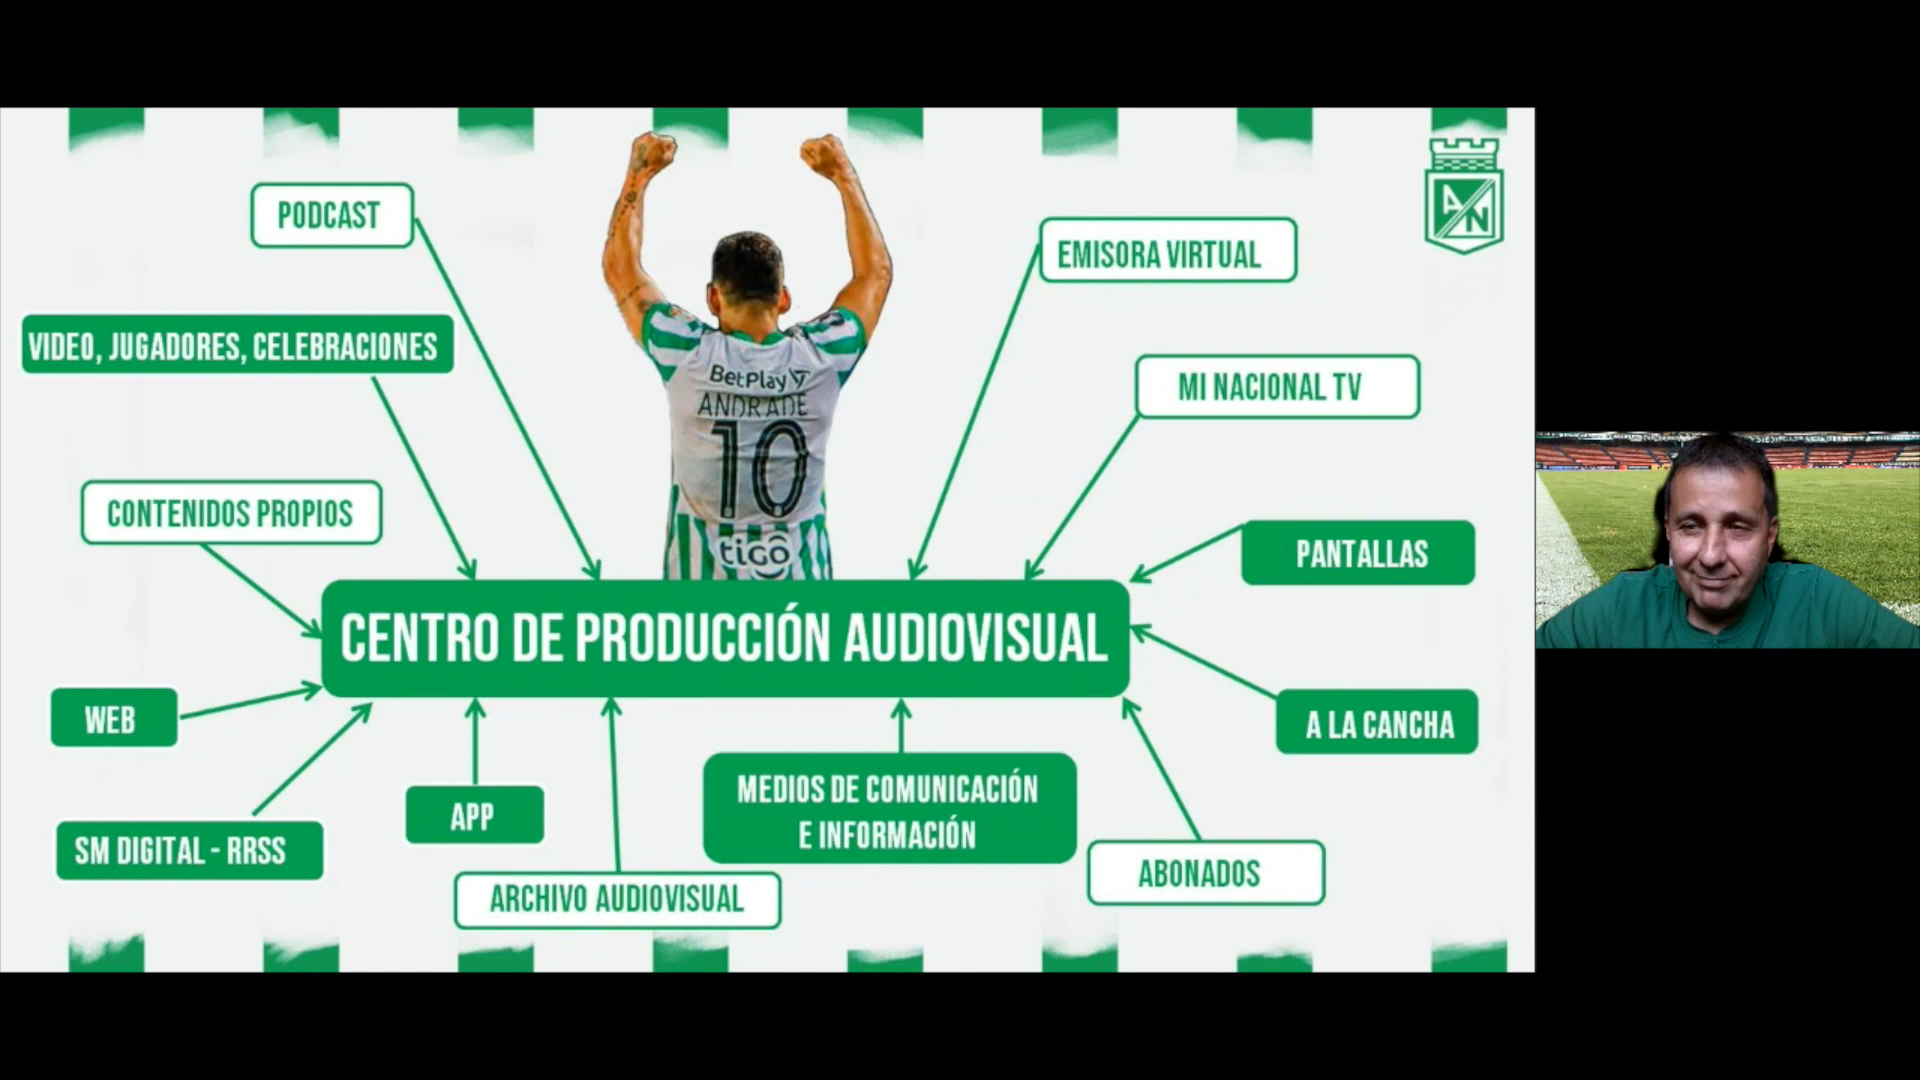 PODCAST
EMISORA VIRTUAL
AN
VIDEO, JUGADORES, CELEBRACIONES
MI NACIONAL TV
BetPlay
ANDRADE
10
tigo
CONTENIDOS PROPIOS
PANTALLAS
CENTRO DE PRODUCCIÓN AUDIOVISUAL
WEB
A LA CANCHA
SM DIGITAL - RRSS
APP
MEDIOS DE COMUNICACIÓN
E INFORMACIÓN
ARCHIVO AUDIOVISUAL
ABONADOS